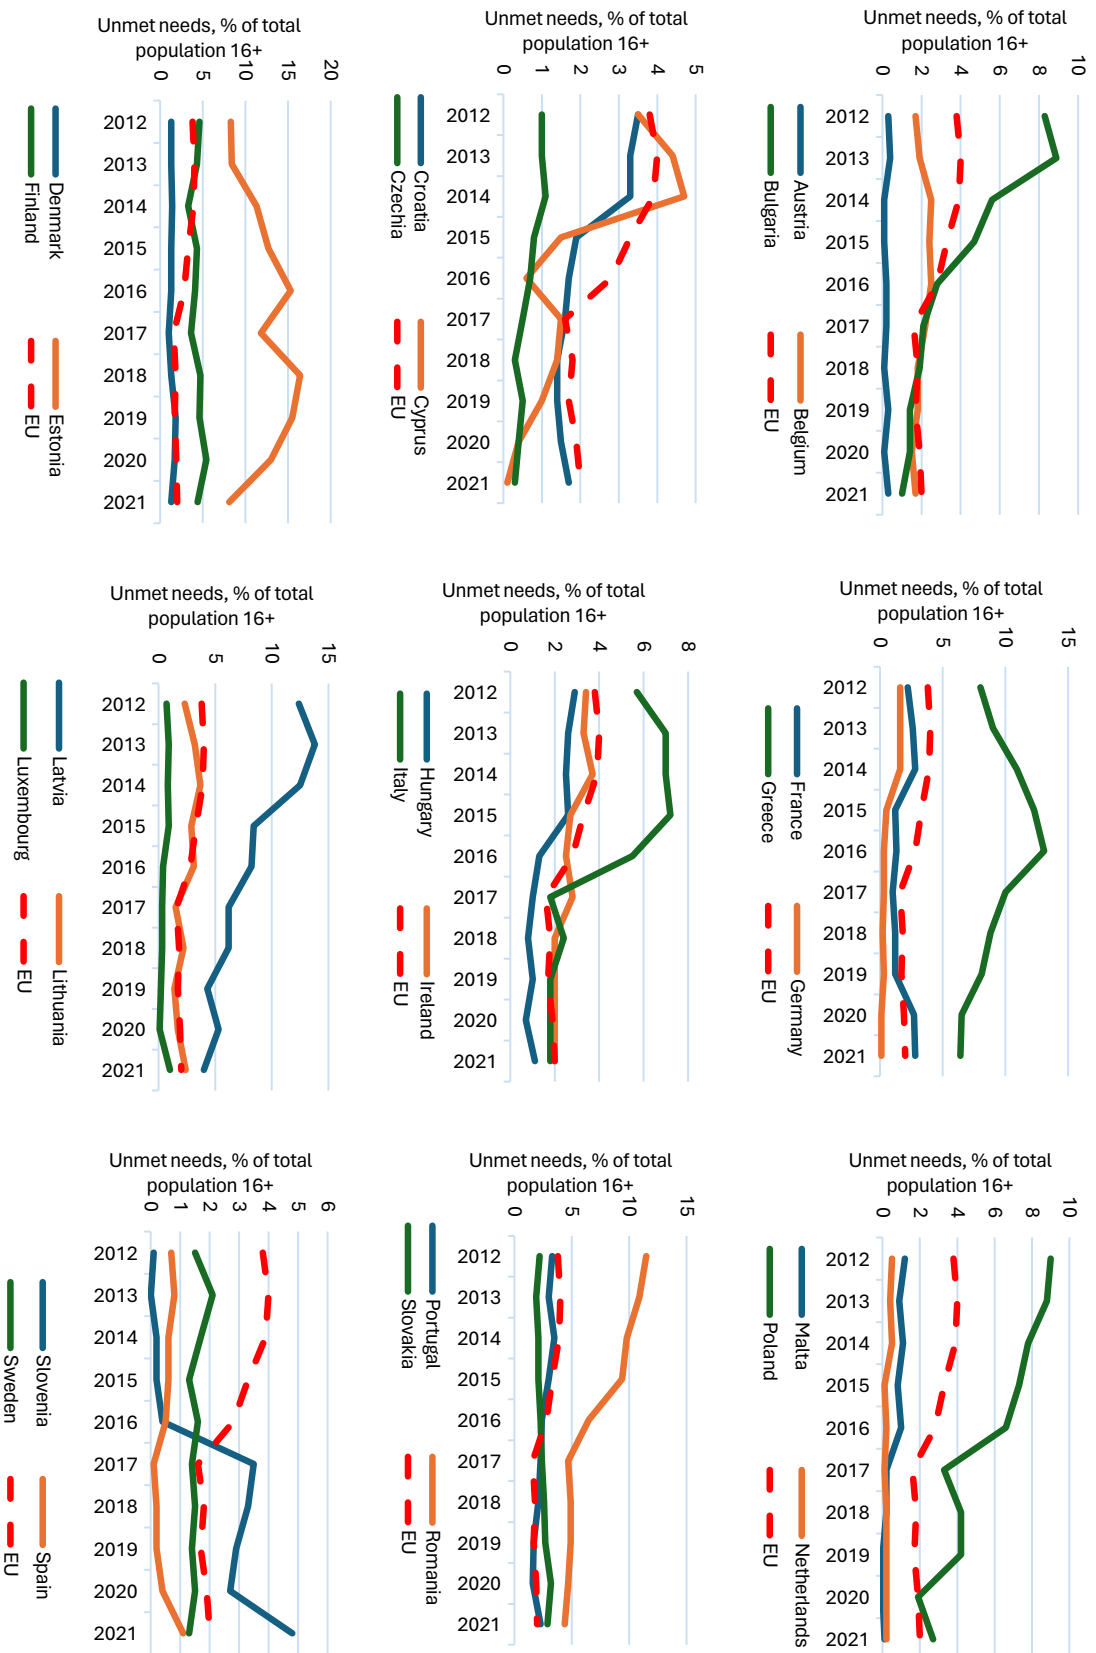 Unmet needs, % of total
population 16+
0 2 4 6 8 10
2012
2013
2014
2015
2016
2017
2018
2019
2020
2021
Austria Belgium
Bulgaria EU
Unmet needs, % of total
population 16+
0 5 10 15
2012
2013
2014
2015
2016
2017
2018
2019
2020
2021
France Germany
Greece EU
Unmet needs, % of total
population 16+
0 2 4 6 8 10
2012
2013
2014
2015
2016
2017
2018
2019
2020
2021
Malta Netherlands
Poland EU
Unmet needs, % of total
population 16+
0 1 2 3 4 5
2012
2013
2014
2015
2016
2017
2018
2019
2020
2021
Croatia Cyprus
Czechia EU
Unmet needs, % of total
population 16+
0 2 4 6 8
2012
2013
2014
2015
2016
2017
2018
2019
2020
2021
Hungary Ireland
Italy EU
Unmet needs, % of total
population 16+
0 5 10 15
2012
2013
2014
2015
2016
2017
2018
2019
2020
2021
Portugal Romania
Slovakia EU
Unmet needs, % of total
population 16+
0 5 10 15 20
2012
2013
2014
2015
2016
2017
2018
2019
2020
2021
Denmark Estonia
Finland EU
Unmet needs, % of total
population 16+
0 5 10 15
2012
2013
2014
2015
2016
2017
2018
2019
2020
2021
Latvia Lithuania
Luxembourg EU
Unmet needs, % of total
population 16+
0 1 2 3 4 5 6
2012
2013
2014
2015
2016
2017
2018
2019
2020
2021
Slovenia Spain
Sweden EU